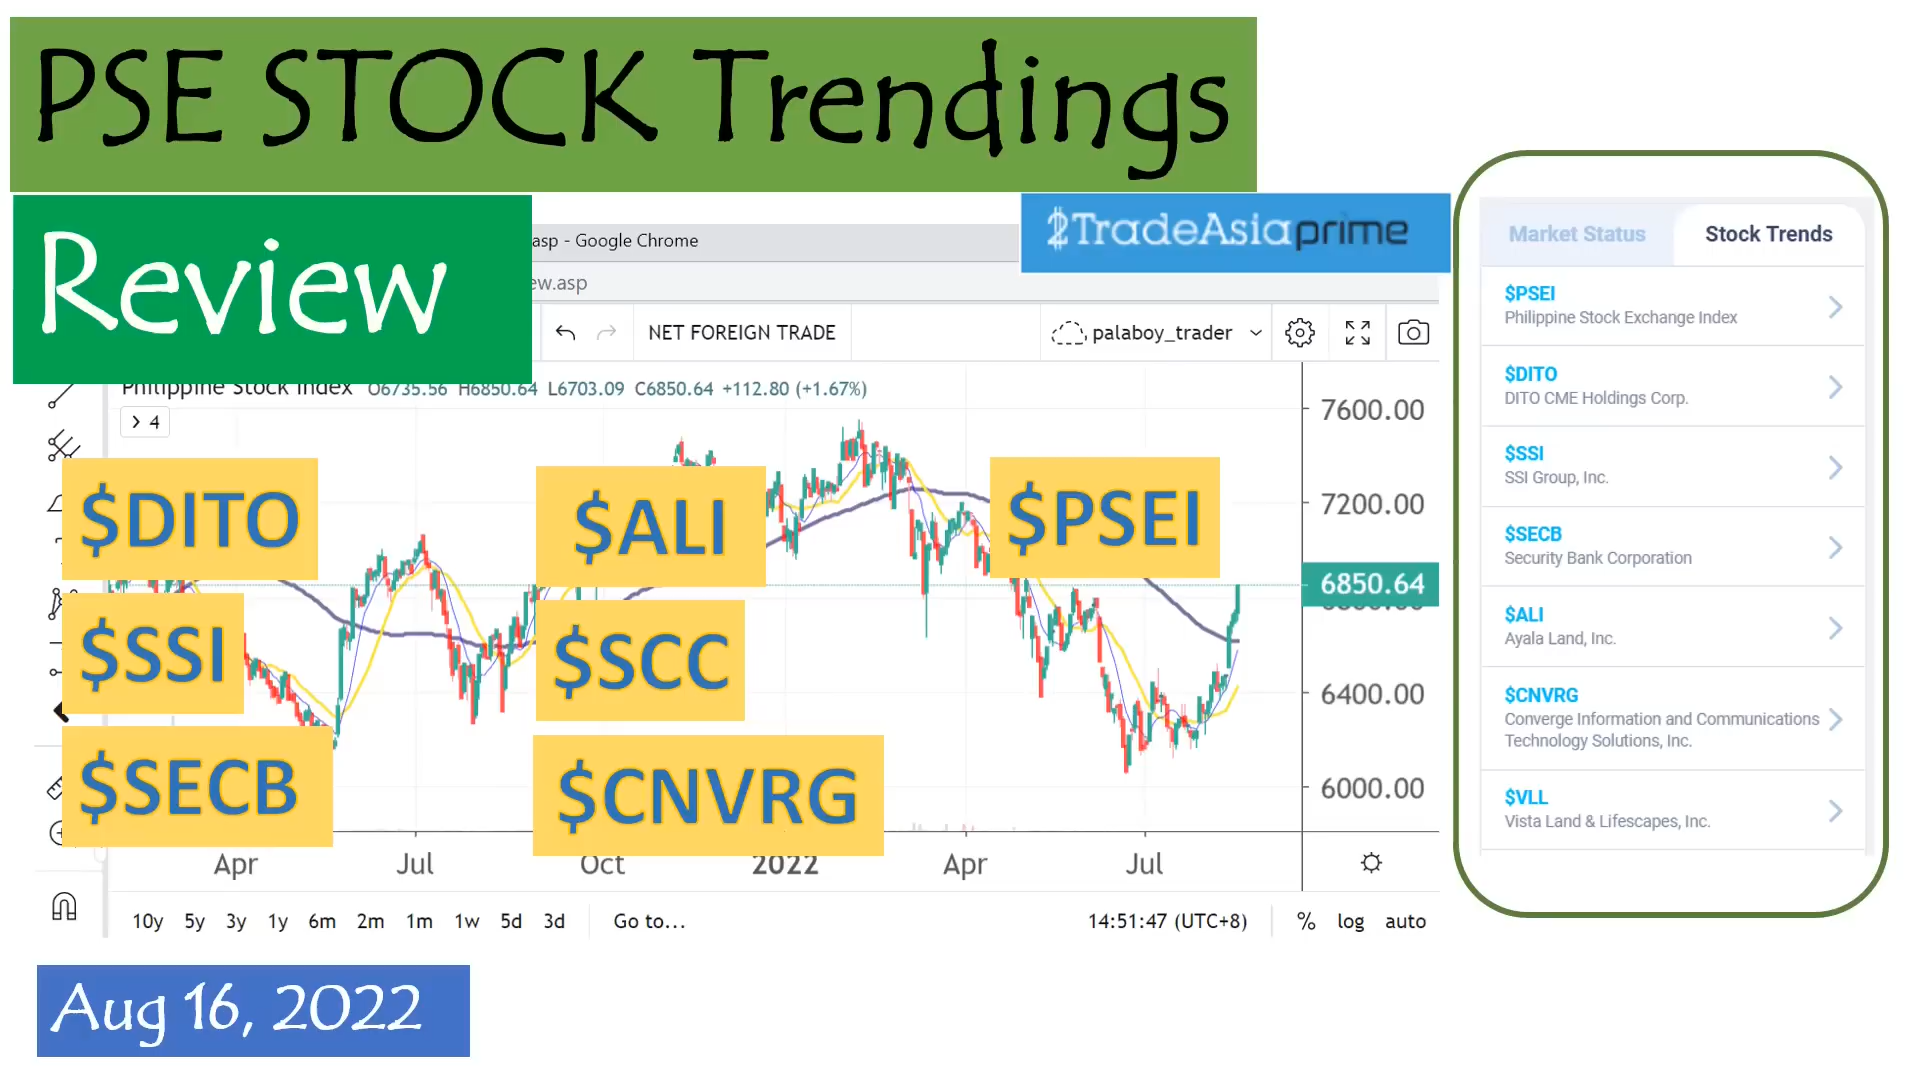 PSE STOCK Trendings
Review
asp - Google Chrome
TradeAsiaprime
ew.asp
NET FOREIGN TRADE
palaboy_trader
Philippine Stock Index O6735.56 H6850.64 L6703.09 C6850.64 +112.80 (+1.67%)
4
7600.00
7200.00
6850.64
6400.00
6000.00
$DITO
$ALI
$PSEI
$SSI
$SCC
$SECB
$CNVRG
Apr Jul Oct 2022 Apr Jul
10y 5y 3y 1y 6m 2m 1m 1w 5d 3d Go to... 14:51:47 (UTC+8) % log auto
Aug 16, 2022
Market Status Stock Trends
$PSEI
Philippine Stock Exchange Index
$DITO
DITO CME Holdings Corp.
$SSI
SSI Group, Inc.
$SECB
Security Bank Corporation
$ALI
Ayala Land, Inc.
$CNVRG
Converge Information and Communications
Technology Solutions, Inc.
$VLL
Vista Land & Lifescapes, Inc.